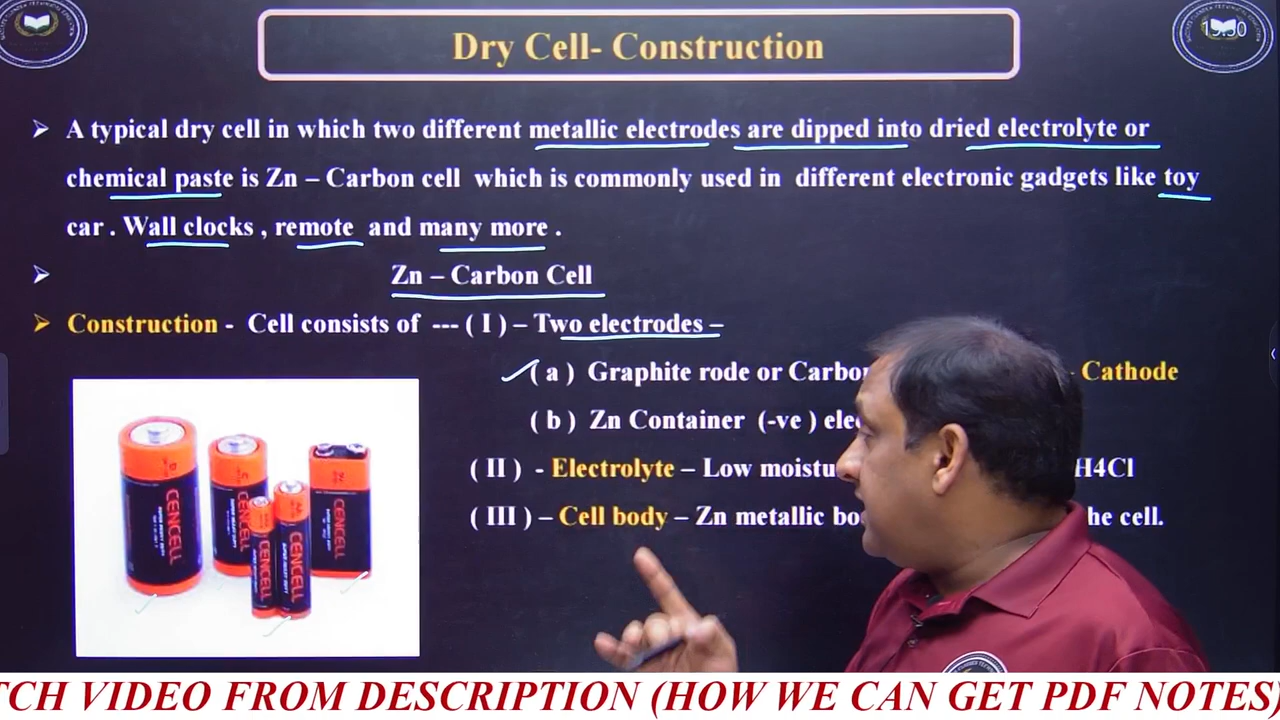 Dry Cell- Construction
15:30
➤ A typical dry cell in which two different metallic electrodes are dipped into dried electrolyte or
chemical paste is Zn – Carbon cell which is commonly used in different electronic gadgets like toy
car . Wall clocks , remote and many more .
➤ Zn – Carbon Cell
➤ Construction - Cell consists of --- ( I ) – Two electrodes –
( a ) Graphite rode or Carbon - Cathode
( b ) Zn Container (-ve ) ele
( II ) - Electrolyte – Low moistu H4Cl
( III ) – Cell body – Zn metallic bo he cell.
CENCELL
CENCELL
CENCELL
CENCELL
TCH VIDEO FROM DESCRIPTION (HOW WE CAN GET PDF NOTES)